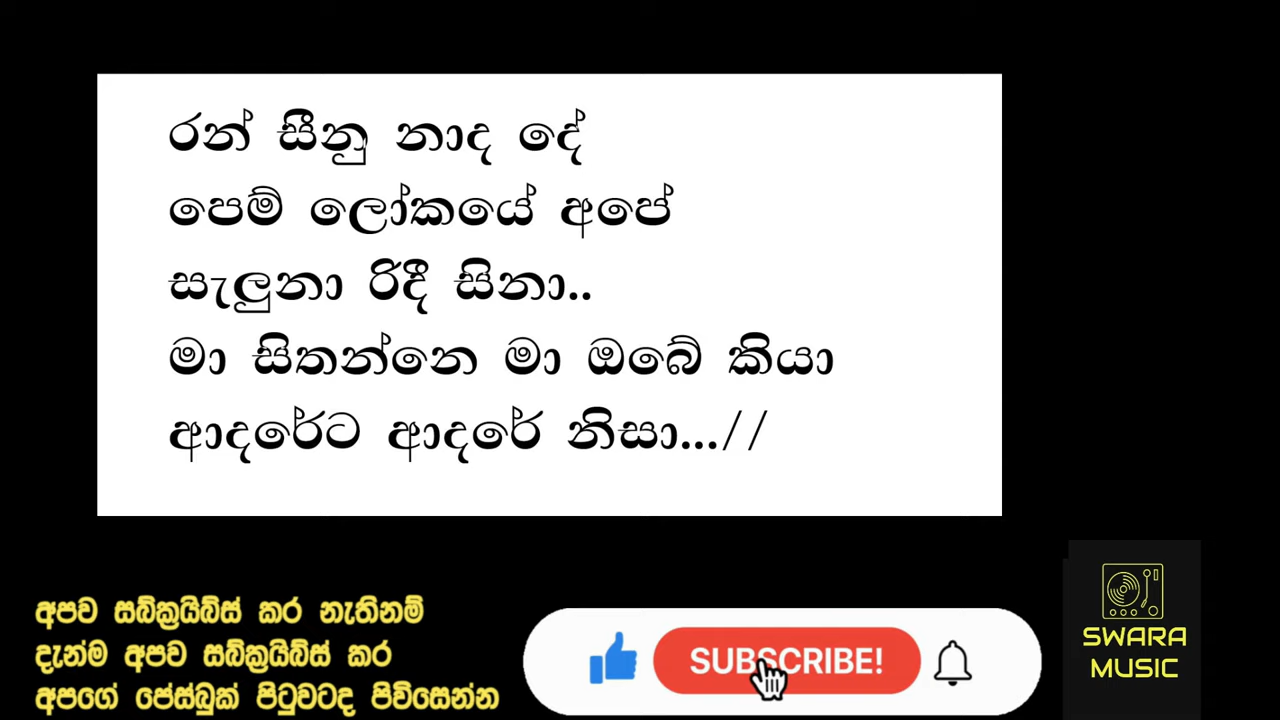 රන් සීනු නාද දේ
පෙම් ලෝකයේ අපේ
සැලුනා රිදී සිනා..
මා සිතන්නෙ මා ඔබේ කියා
ආදරේට ආදරේ නිසා...//
අපව සබ්ක්‍රයිබ්ස් කර නැතිනම්
දැන්ම අපව සබ්ක්‍රයිබ්ස් කර
අපගේ ෆේස්බුක් පිටුවටද පිවිසෙන්න
SUBSCRIBE!
SWARA
MUSIC